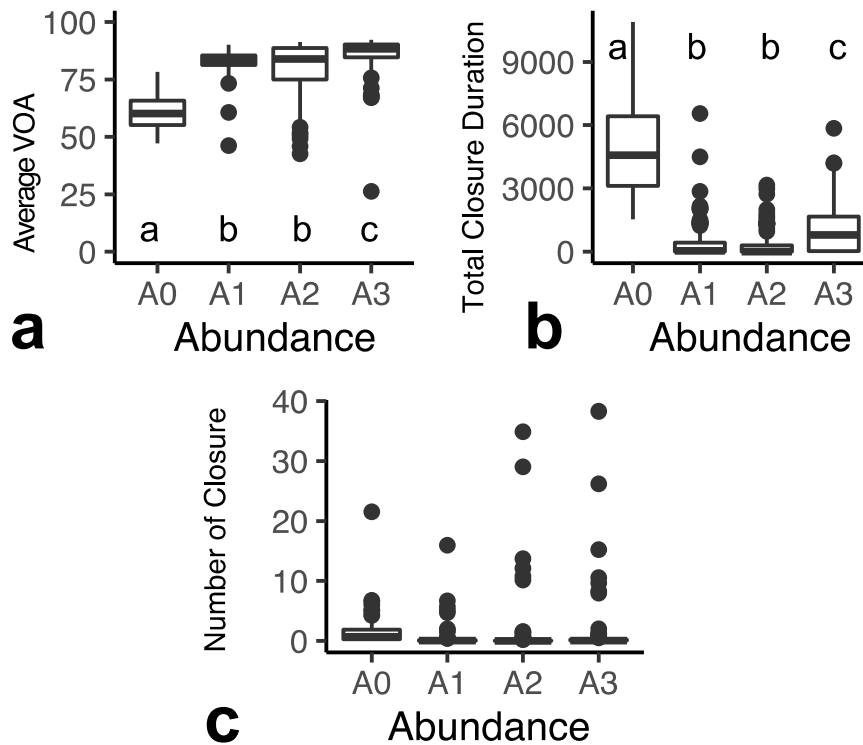 Average VOA
100
75
50
25
0
a b b c
A0 A1 A2 A3
Abundance
a
Total Closure Duration
9000
6000
3000
0
a b b c
A0 A1 A2 A3
Abundance
b
Number of Closure
40
30
20
10
0
A0 A1 A2 A3
Abundance
c